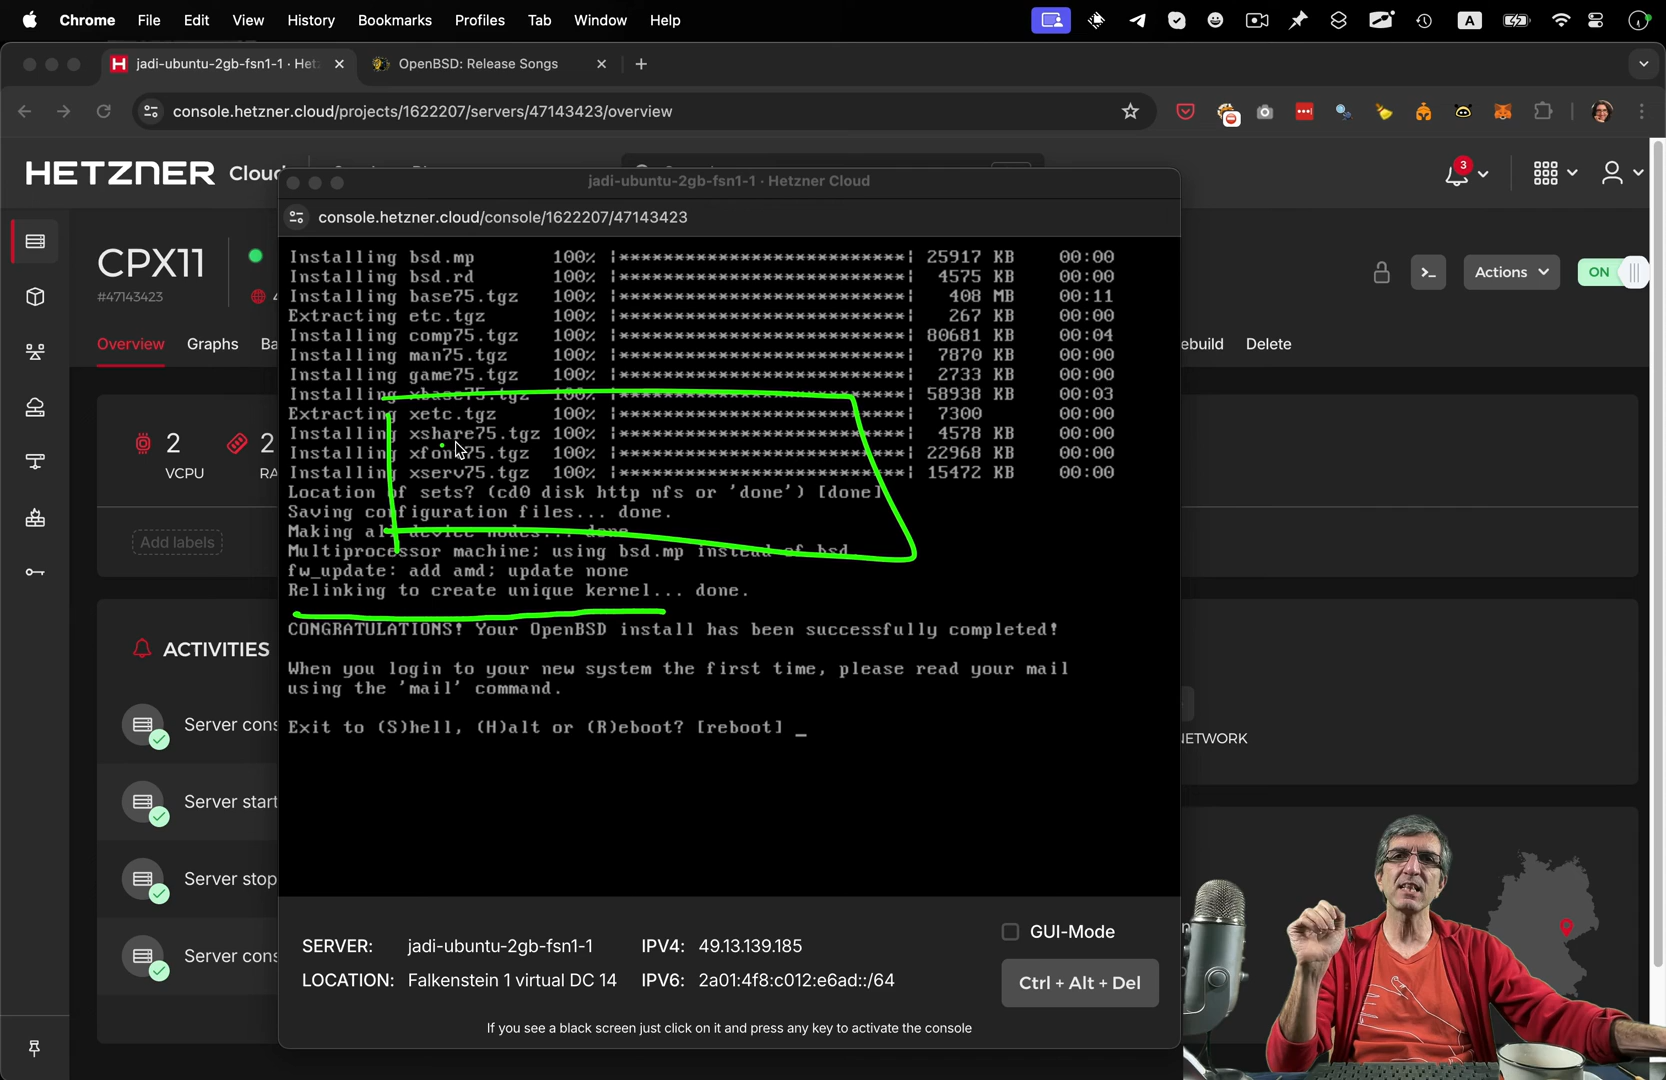 Chrome File Edit View History Bookmarks Profiles Tab Window Help A
jadi-ubuntu-2gb-fsn1-1 · Het
OpenBSD: Release Songs
console.hetzner.cloud/projects/1622207/servers/47143423/overview
HETZNER Cloud
3
jadi-ubuntu-2gb-fsn1-1 · Hetzner Cloud
console.hetzner.cloud/console/1622207/47143423
CPX11
#47143423
Actions
ON
Overview Graphs Ba
ebuild Delete
2
VCPU
2
RA
Add labels
ACTIVITIES
Server cons
Server start
Server stop
Server cons
ETWORK
Installing bsd.mp 100% |**************************| 25917 KB 00:00
Installing bsd.rd 100% |**************************| 4575 KB 00:00
Installing base75.tgz 100% |**************************| 408 MB 00:11
Extracting etc.tgz 100% |**************************| 267 KB 00:00
Installing comp75.tgz 100% |**************************| 80681 KB 00:04
Installing man75.tgz 100% |**************************| 7870 KB 00:00
Installing game75.tgz 100% |**************************| 2733 KB 00:00
Installing xbase75.tgz 100% |**************************| 58938 KB 00:03
Extracting xetc.tgz 100% |**************************| 7300 00:00
Installing xshare75.tgz 100% |**************************| 4578 KB 00:00
Installing xfont75.tgz 100% |**************************| 22968 KB 00:00
Installing xserv75.tgz 100% |**************************| 15472 KB 00:00
Location of sets? (cd0 disk http nfs or 'done') [done]
Saving configuration files... done.
Making all device nodes... done.
Multiprocessor machine; using bsd.mp instead of bsd.
fw_update: add amd; update none
Relinking to create unique kernel... done.
CONGRATULATIONS! Your OpenBSD install has been successfully completed!
When you login to your new system the first time, please read your mail
using the 'mail' command.
Exit to (S)hell, (H)alt or (R)eboot? [reboot] _
SERVER: jadi-ubuntu-2gb-fsn1-1 IPV4: 49.13.139.185
LOCATION: Falkenstein 1 virtual DC 14 IPV6: 2a01:4f8:c012:e6ad::/64
GUI-Mode
Ctrl + Alt + Del
If you see a black screen just click on it and press any key to activate the console